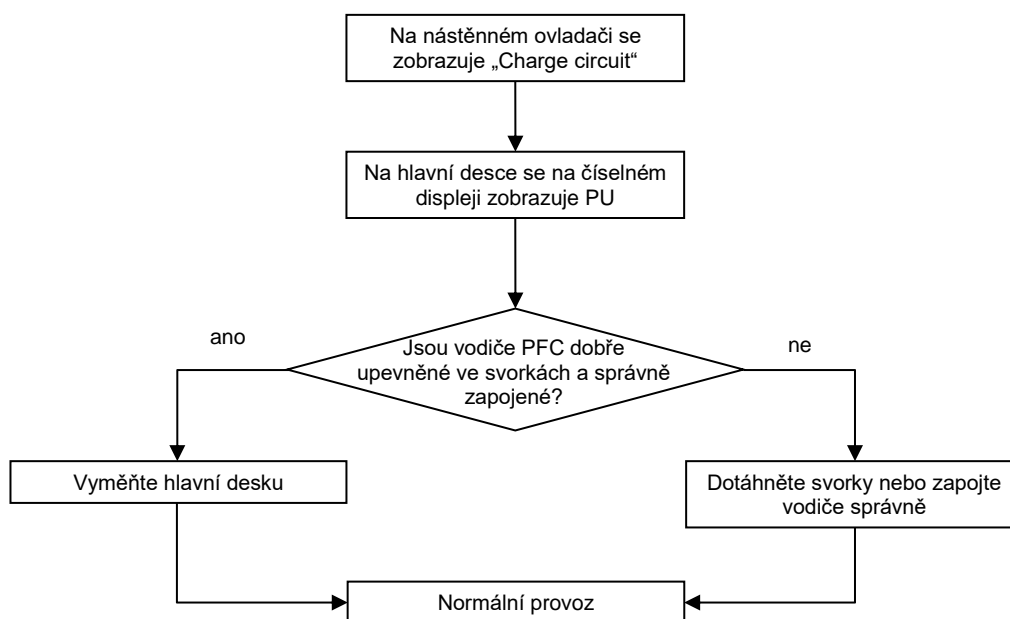 Na nástěnném ovladači se
zobrazuje „Charge circuit“
Na hlavní desce se na číselném
displeji zobrazuje PU
ano
Jsou vodiče PFC dobře
upevněné ve svorkách a správně
zapojené?
ne
Vyměňte hlavní desku
Dotáhněte svorky nebo zapojte
vodiče správně
Normální provoz